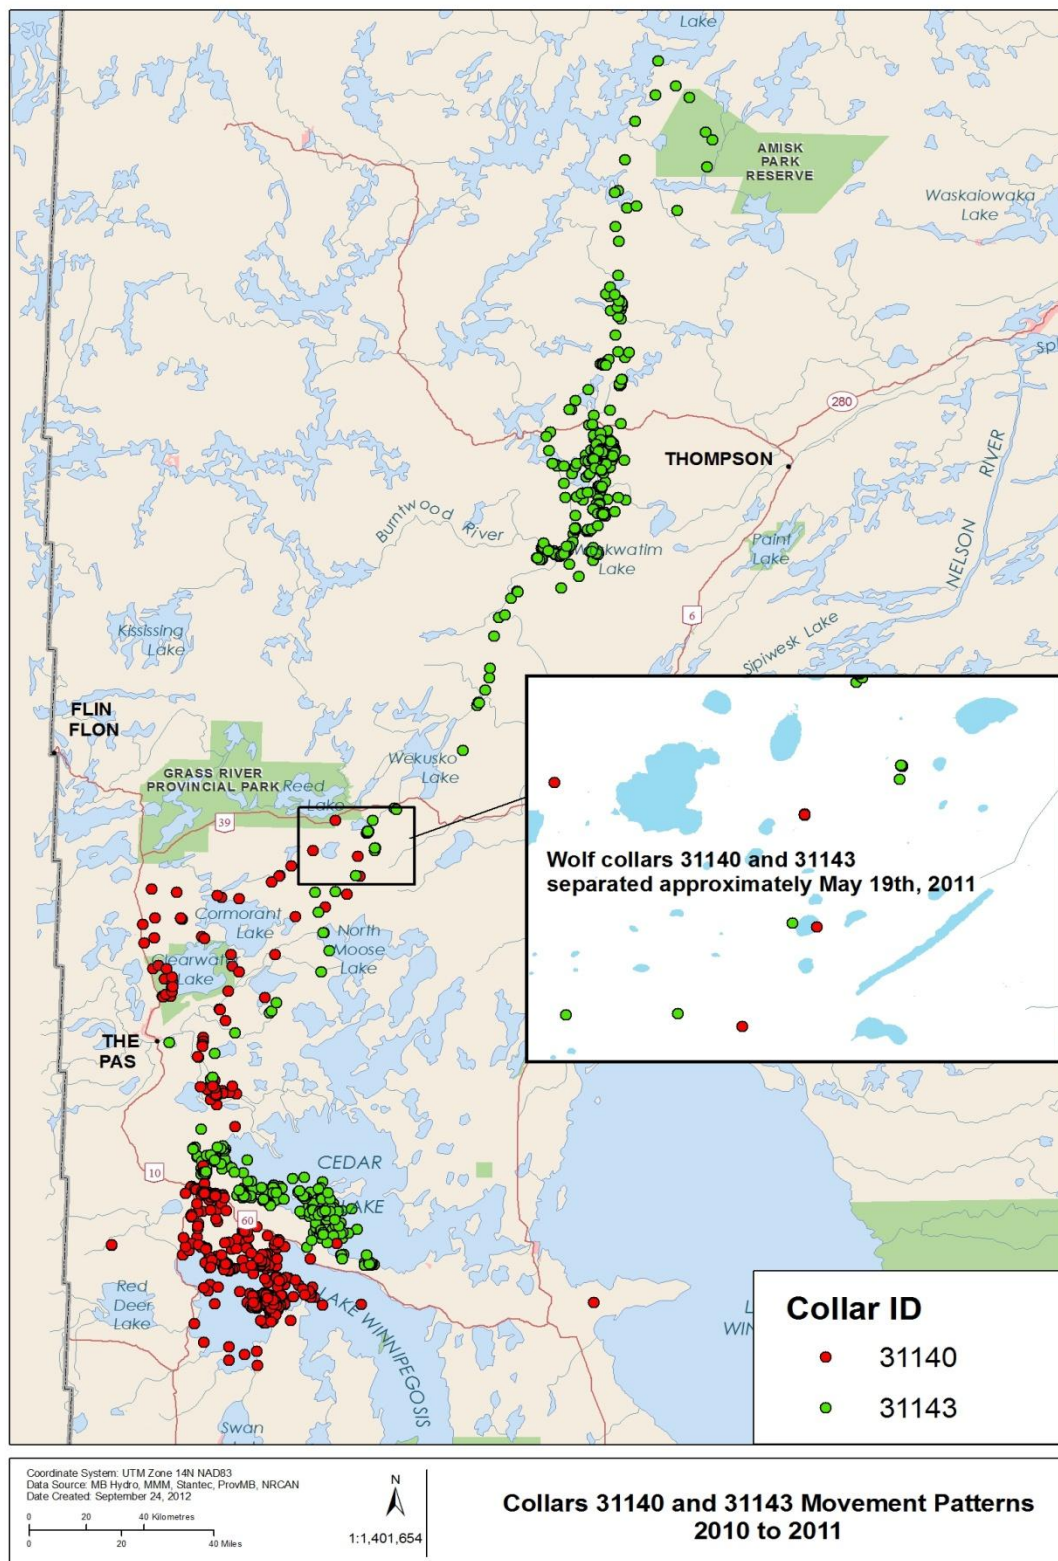 Lake
AMISK
PARK
RESERVE
Waskaiowaka
Lake
280
THOMPSON
NELSON RIVER
Burntwood River
Lake
Paint
Lake
6
Sipiwesk Lake
Kississing
Lake
FLIN
FLON
Wekusko
Lake
GRASS RIVER
PROVINCIAL PARK
Reed
Lake
39
Wolf collars 31140 and 31143
separated approximately May 19th, 2011
Cormorant
Lake
North
Moose
Lake
Clearwater
Lake
THE
PAS
CEDAR
LAKE
10
60
Red
Deer
Lake
LAKE WINNIPEGOSIS
Swan
Collar ID
31140
31143
Coordinate System: UTM Zone 14N NAD83
Data Source: MB Hydro, MMM, Stantec, ProvMB, NRCAN
Date Created: September 24, 2012
0 20 40 Kilometres
0 20 40 Miles
N
1:1,401,654
Collars 31140 and 31143 Movement Patterns
2010 to 2011